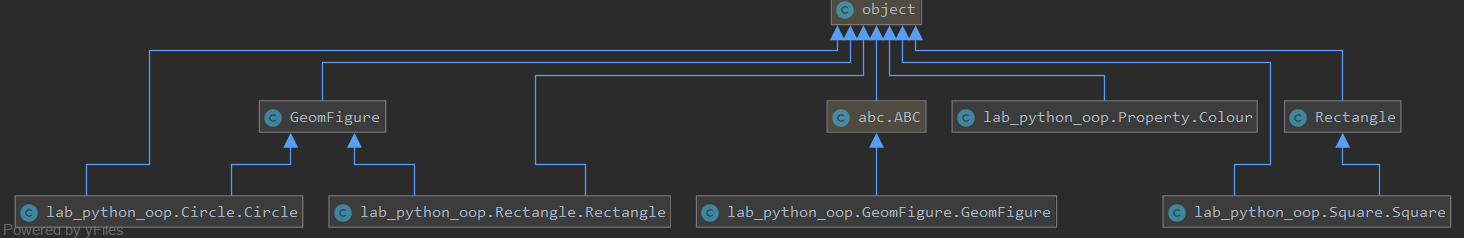 object
GeomFigure
abc.ABC
lab_python_oop.Property.Colour
Rectangle
lab_python_oop.Circle.Circle
lab_python_oop.Rectangle.Rectangle
lab_python_oop.GeomFigure.GeomFigure
lab_python_oop.Square.Square
Powered by yFiles